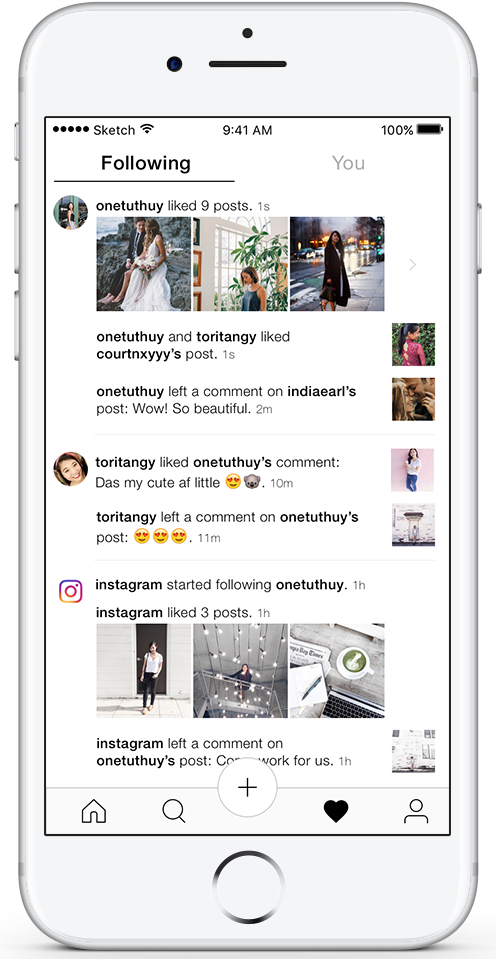 ●●●●● Sketch 9:41 AM 100%
Following You
onetuthuy liked 9 posts. 1s
onetuthuy and toritangy liked
courtnxyyy’s post. 1s
onetuthuy left a comment on indiaearl’s
post: Wow! So beautiful. 2m
toritangy liked onetuthuy’s comment:
Das my cute af little 😍🐨. 10m
toritangy left a comment on onetuthuy’s
post: 😍😍😍. 11m
instagram started following onetuthuy. 1h
instagram liked 3 posts. 1h
instagram left a comment on
onetuthuy’s post: work for us. 1h